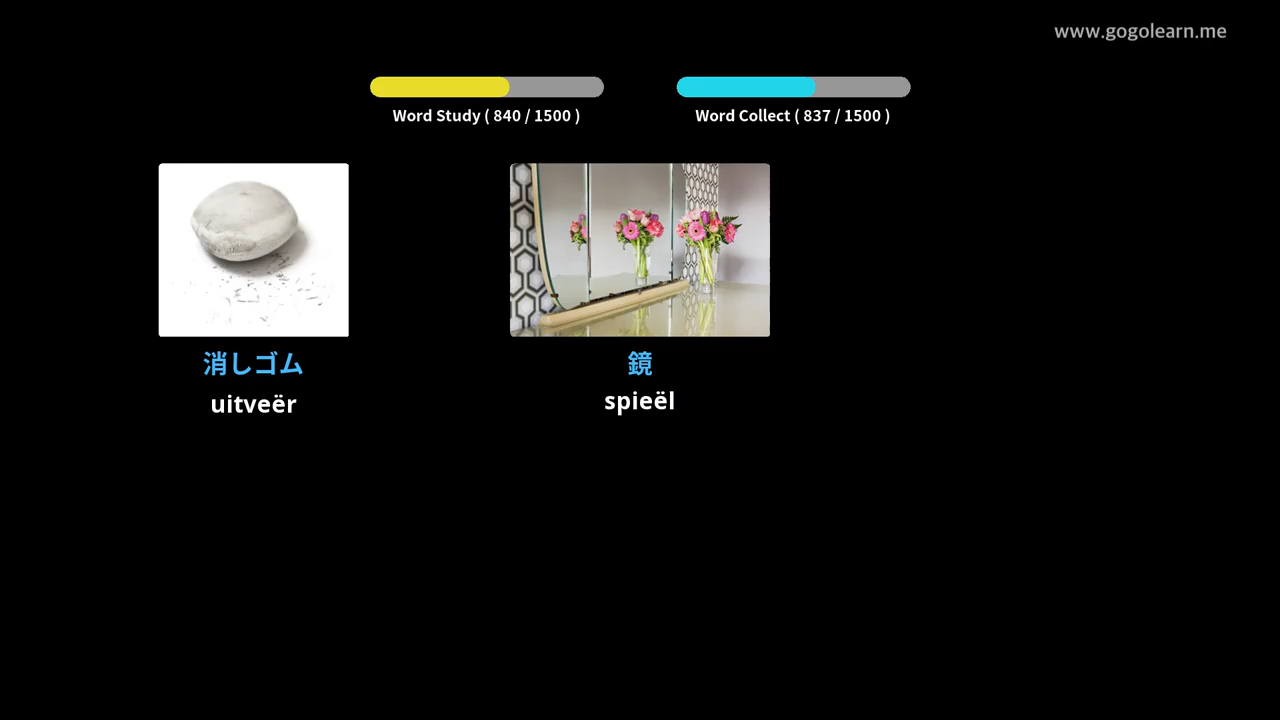 www.gogolearn.me
Word Study ( 840 / 1500 )
Word Collect ( 837 / 1500 )
消しゴム
uitveër
鏡
spieël